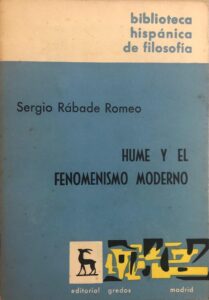 biblioteca
hispánica
de filosofía
Sergio Rábade Romeo
HUME Y EL
FENOMENISMO MODERNO
editorial gredos madrid